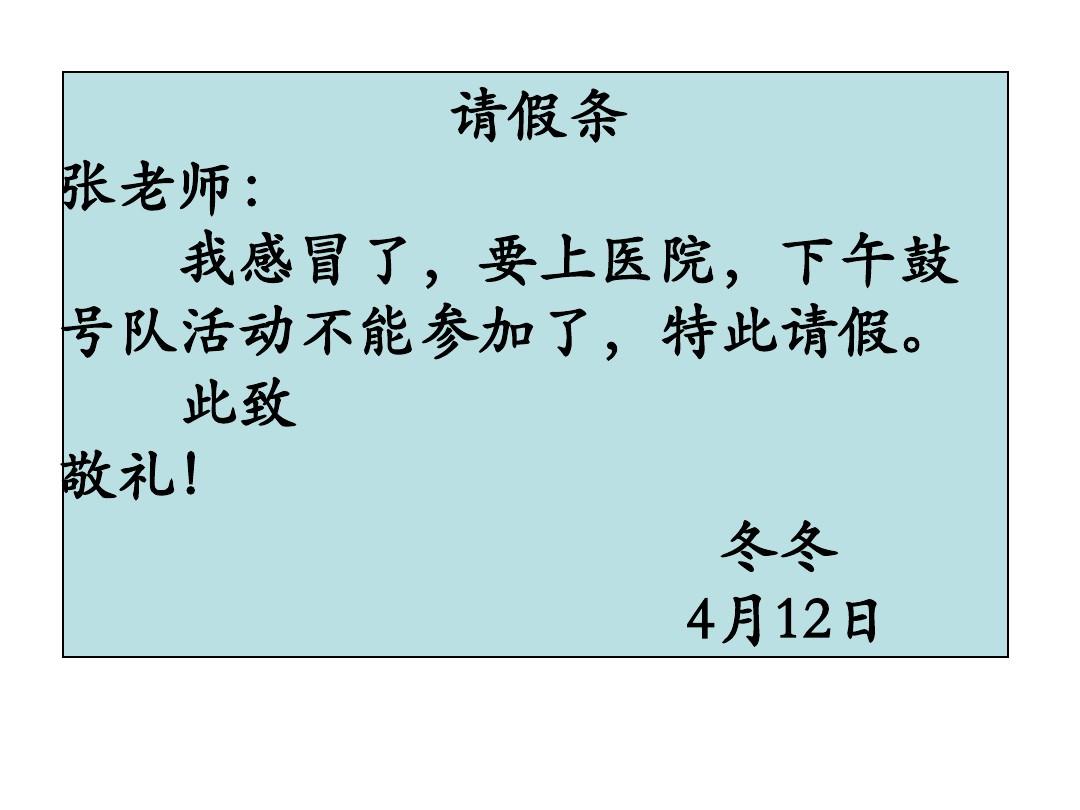 请假条
张老师：
我感冒了，要上医院，下午鼓
号队活动不能参加了，特此请假。
此致
敬礼！
冬冬
4月12日